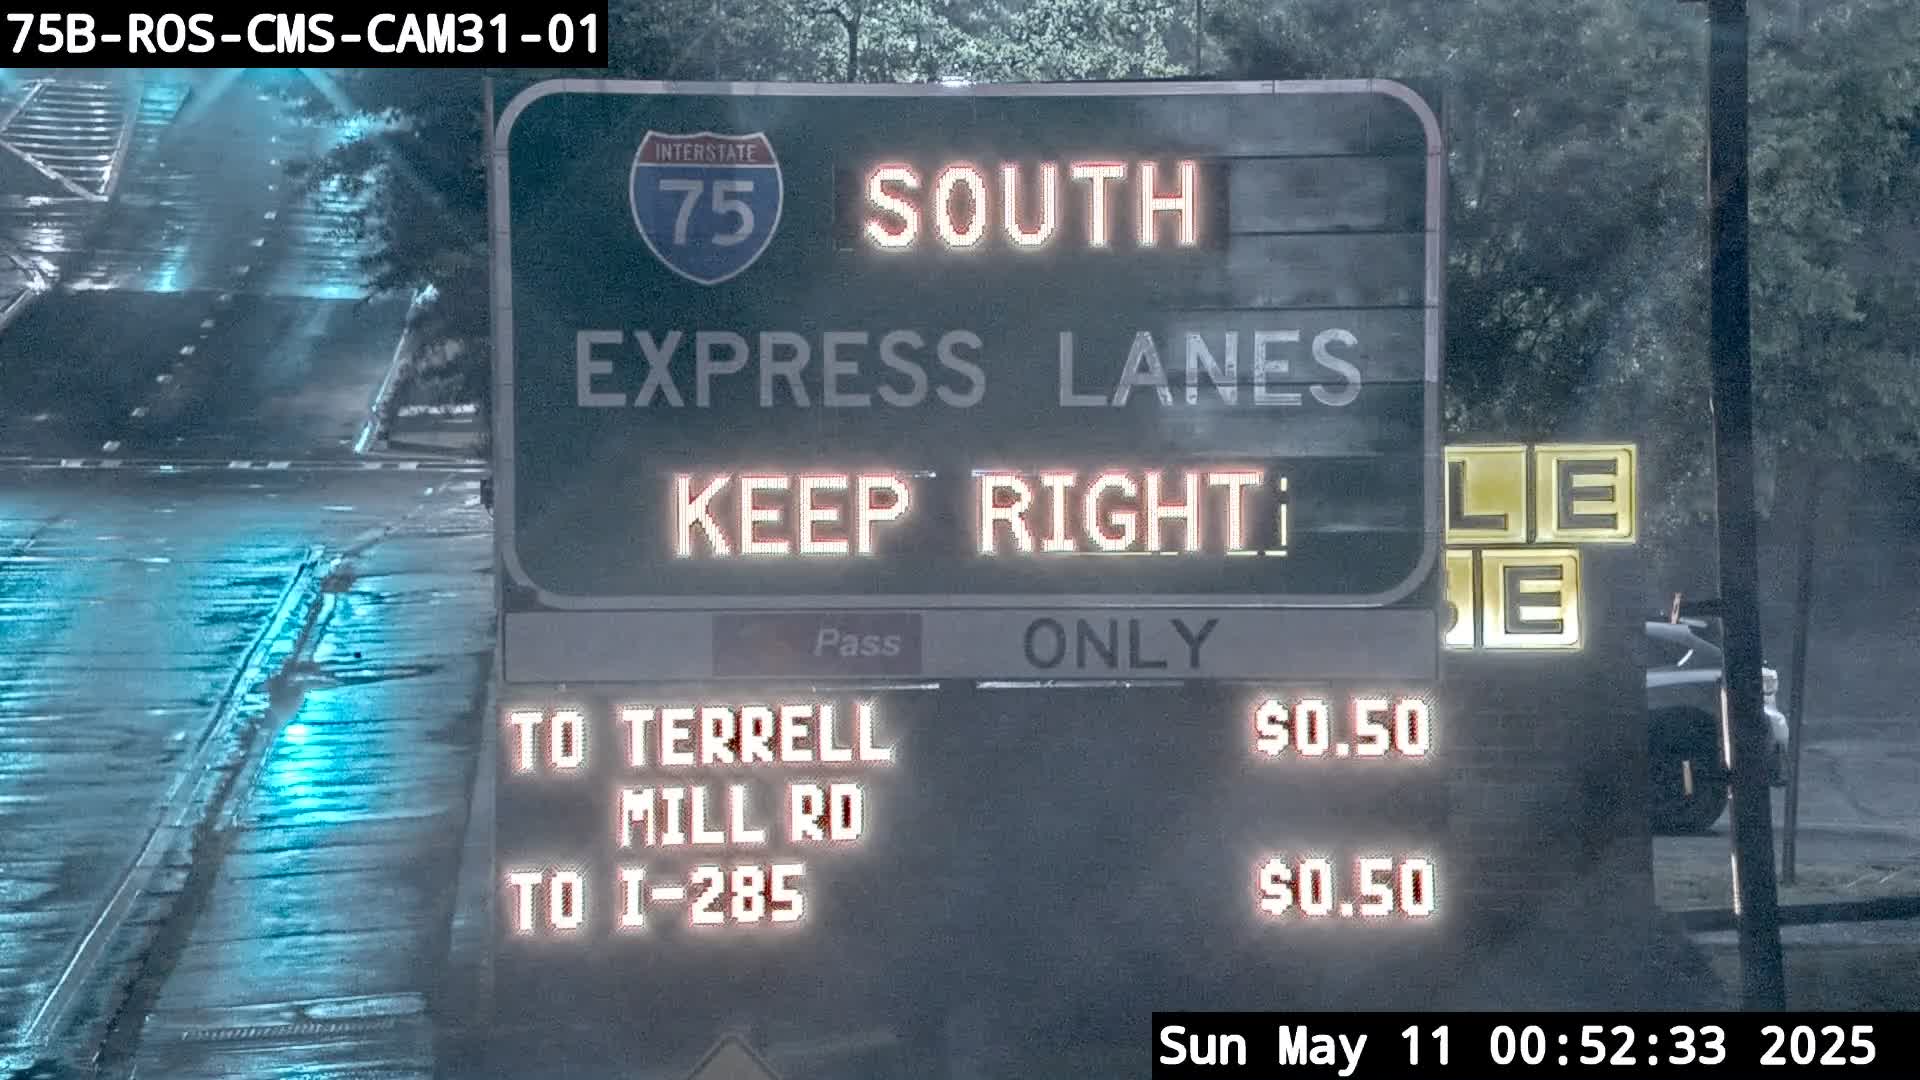 75B-ROS-CMS-CAM31-01
INTERSTATE
75
SOUTH
EXPRESS LANES
KEEP RIGHT
Pass ONLY
TO TERRELL $0.50
MILL RD
TO I-285 $0.50
LE
E
Sun May 11 00:52:33 2025